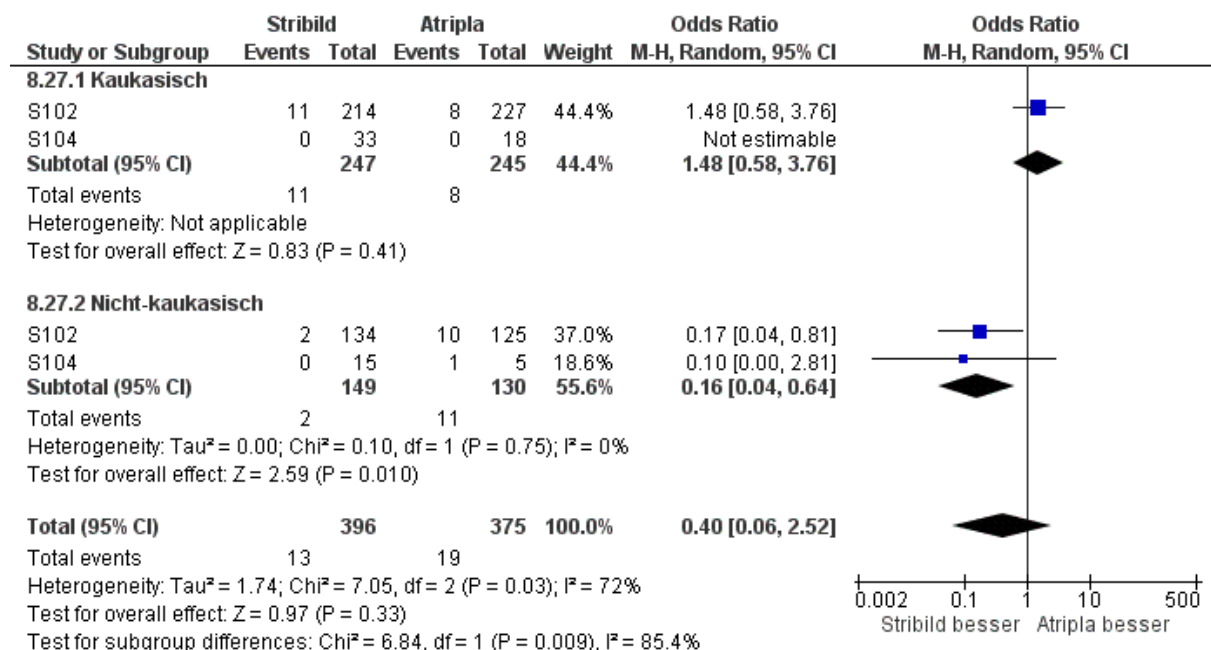 Stribild Atripla Odds Ratio Odds Ratio
Study or Subgroup Events Total Events Total Weight M-H, Random, 95% CI M-H, Random, 95% CI
8.27.1 Kaukasisch
S102 11 214 8 227 44.4% 1.48 [0.58, 3.76]
S104 0 33 0 18 Not estimable
Subtotal (95% CI) 247 245 44.4% 1.48 [0.58, 3.76]
Total events 11 8
Heterogeneity: Not applicable
Test for overall effect: Z = 0.83 (P = 0.41)
8.27.2 Nicht-kaukasisch
S102 2 134 10 125 37.0% 0.17 [0.04, 0.81]
S104 0 15 1 5 18.6% 0.10 [0.00, 2.81]
Subtotal (95% CI) 149 130 55.6% 0.16 [0.04, 0.64]
Total events 2 11
Heterogeneity: Tau² = 0.00; Chi² = 0.10, df = 1 (P = 0.75); I² = 0%
Test for overall effect: Z = 2.59 (P = 0.010)
Total (95% CI) 396 375 100.0% 0.40 [0.06, 2.52]
Total events 13 19
Heterogeneity: Tau² = 1.74; Chi² = 7.05, df = 2 (P = 0.03); I² = 72%
Test for overall effect: Z = 0.97 (P = 0.33)
Test for subgroup differences: Chi² = 6.84, df = 1 (P = 0.009), I² = 85.4%
0.002 0.1 1 10 500
Stribild besser Atripla besser